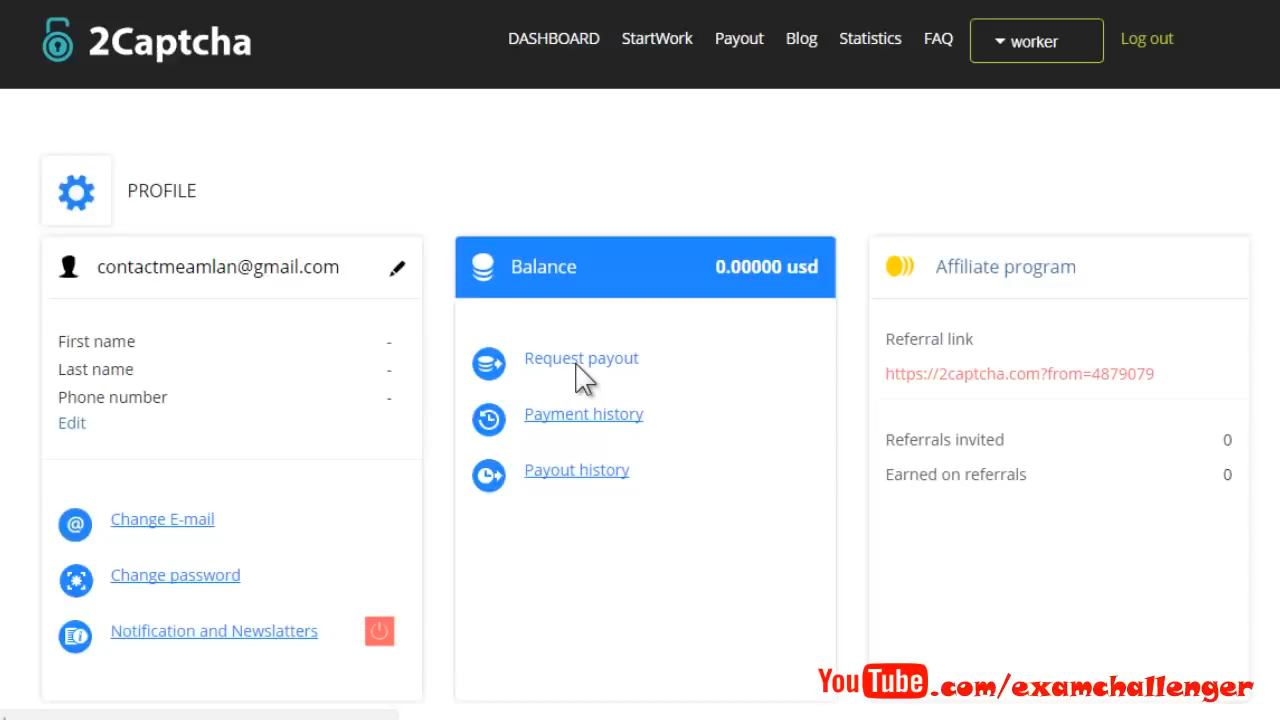 2Captcha
DASHBOARD StartWork Payout Blog Statistics FAQ worker Log out
PROFILE
contactmeamlan@gmail.com
First name -
Last name -
Phone number -
Edit
Change E-mail
Change password
Notification and Newslatters
Balance 0.00000 usd
Request payout
Payment history
Payout history
Affiliate program
Referral link
https://2captcha.com?from=4879079
Referrals invited 0
Earned on referrals 0
YouTube.com/examchallenger